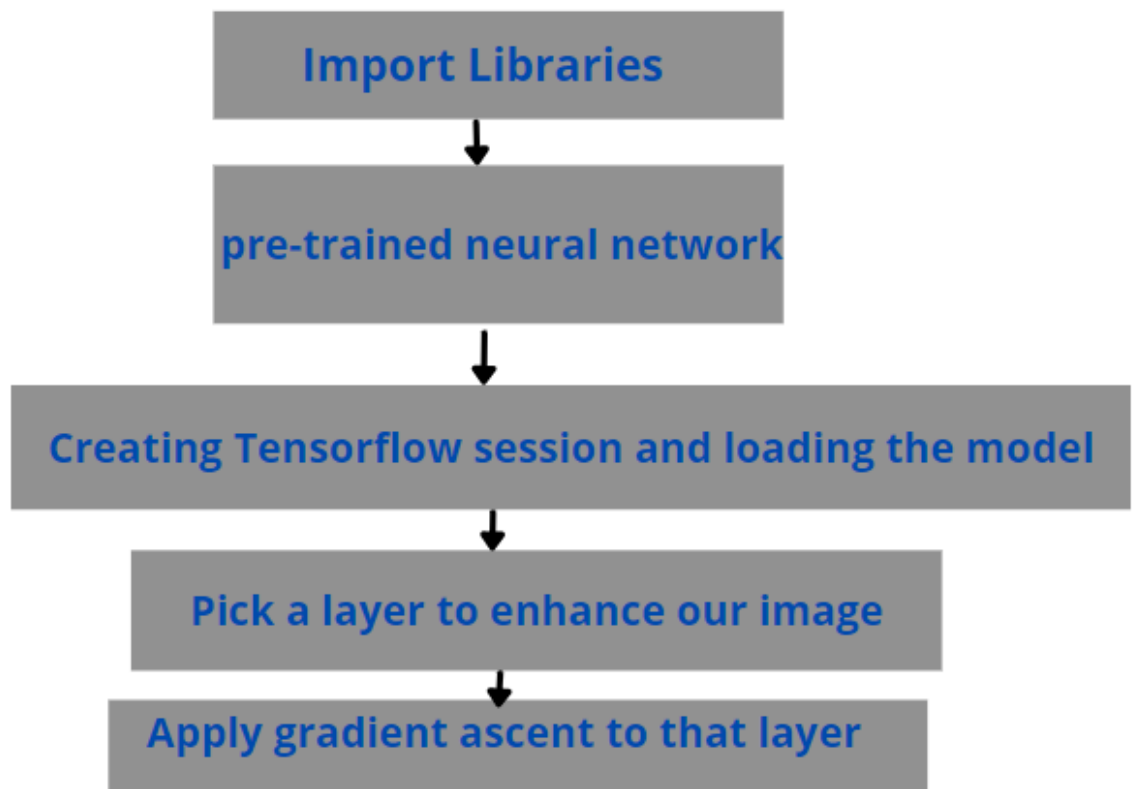 Import Libraries
pre-trained neural network
Creating Tensorflow session and loading the model
Pick a layer to enhance our image
Apply gradient ascent to that layer